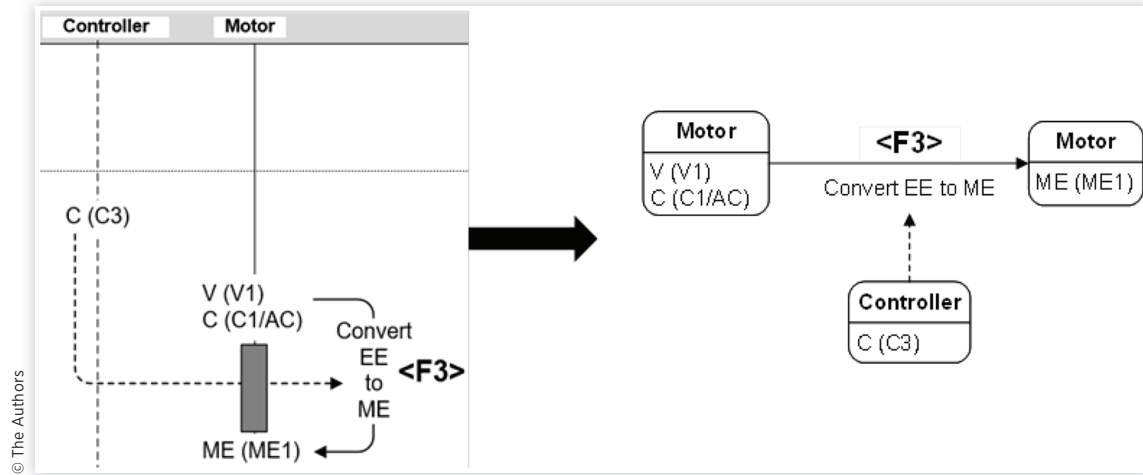 Controller
Motor
C (C3)
V (V1)
C (C1/AC)
Convert
EE
to
ME
<F3>
ME (ME1)
Motor
V (V1)
C (C1/AC)
<F3>
Convert EE to ME
Motor
ME (ME1)
Controller
C (C3)
© The Authors